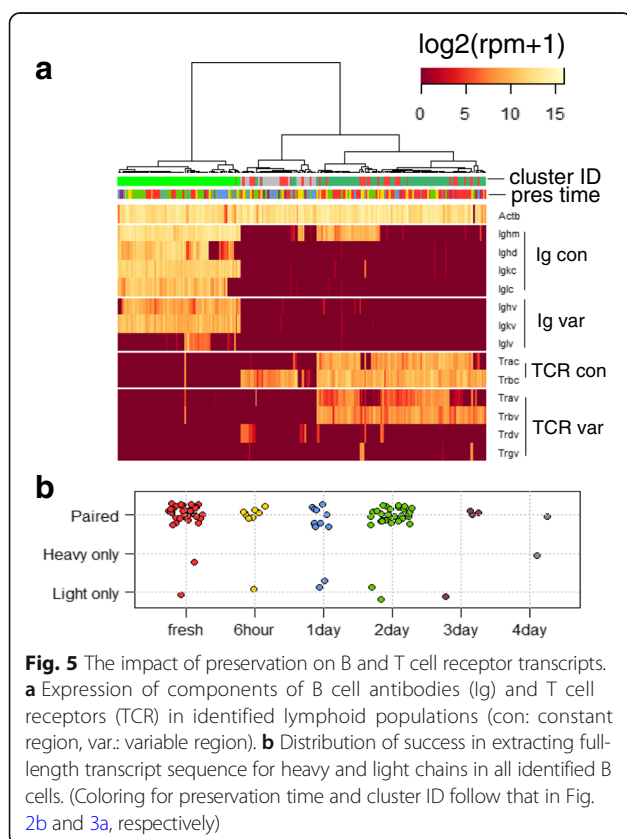 a
log2(rpm+1)
0 5 10 15
cluster ID
pres time
Actb
Ighm
Ighd
Igkc
Iglc
Ig con
Ighv
Igkv
Iglv
Ig var
Trac
Trbc
TCR con
Trav
Trbv
Trdv
Trgv
TCR var
b
Paired
Heavy only
Light only
fresh 6hour 1day 2day 3day 4day
Fig. 5 The impact of preservation on B and T cell receptor transcripts.
a Expression of components of B cell antibodies (Ig) and T cell
receptors (TCR) in identified lymphoid populations (con: constant
region, var.: variable region). b Distribution of success in extracting full-
length transcript sequence for heavy and light chains in all identified B
cells. (Coloring for preservation time and cluster ID follow that in Fig.
2b and 3a, respectively)